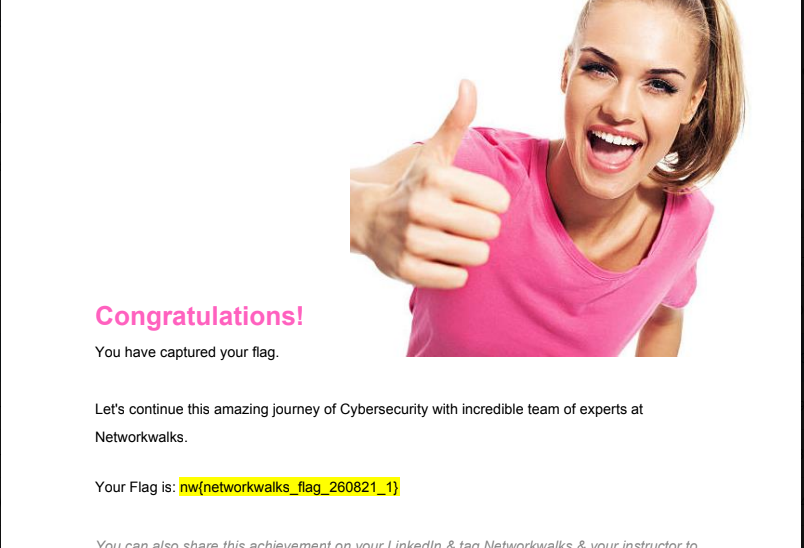 Congratulations!
You have captured your flag.
Let's continue this amazing journey of Cybersecurity with incredible team of experts at
Networkwalks.
Your Flag is: nw{networkwalks_flag_260821_1}
You can also share this achievement on your LinkedIn & tag Networkwalks & your instructor to